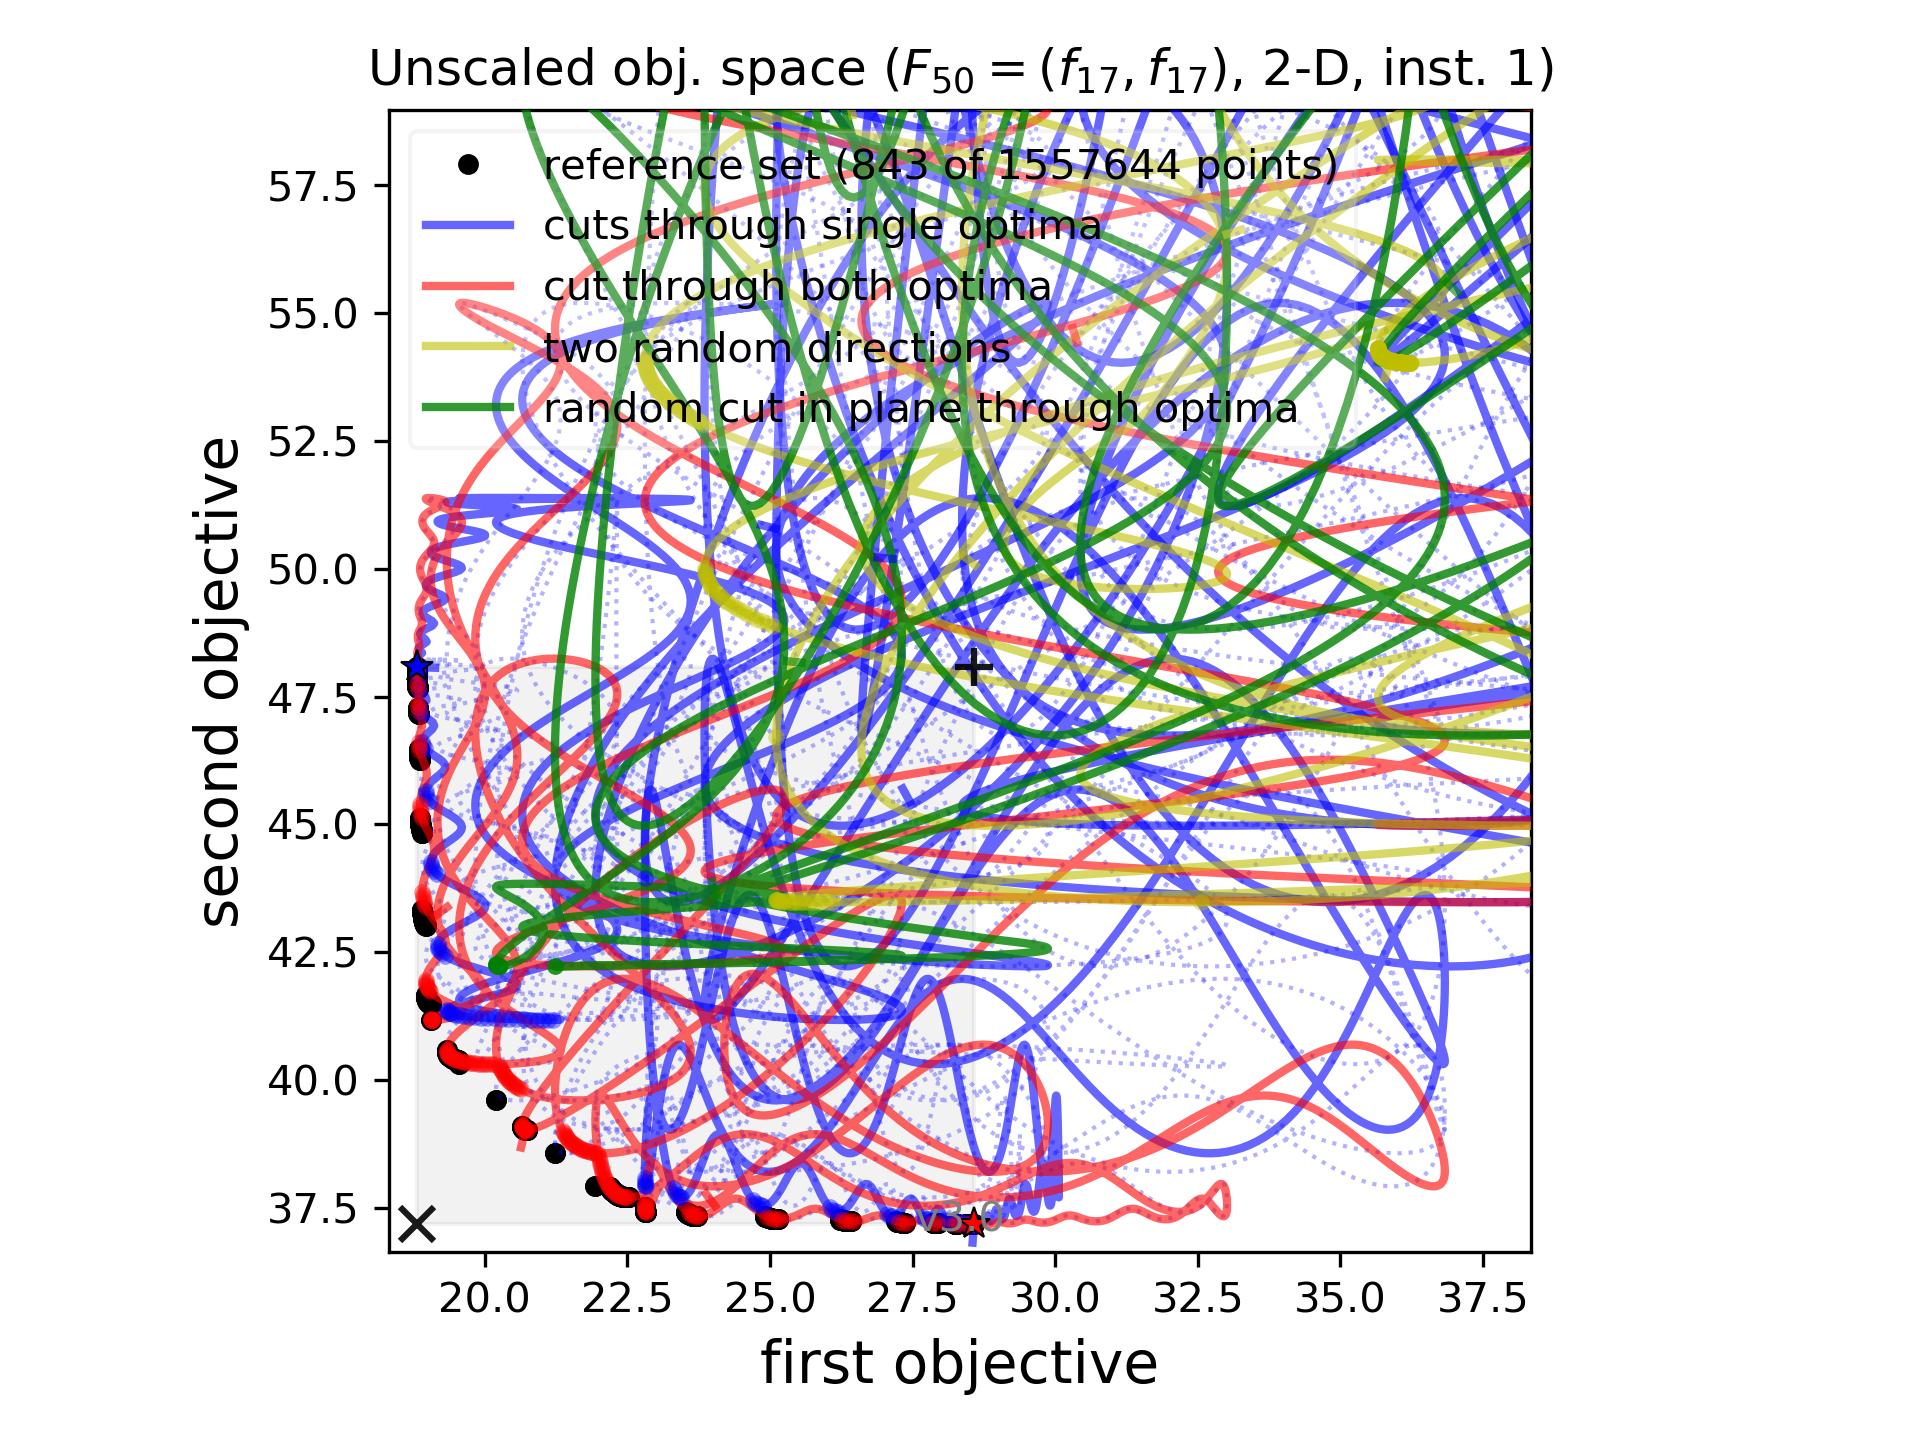 Unscaled obj. space (F₅₀ = (f₁₇, f₁₇), 2-D, inst. 1)
reference set (843 of 1557644 points)
cuts through single optima
cut through both optima
two random directions
random cut in plane through optima
second objective
57.5
55.0
52.5
50.0
47.5
45.0
42.5
40.0
37.5
v3.0
20.0 22.5 25.0 27.5 30.0 32.5 35.0 37.5
first objective